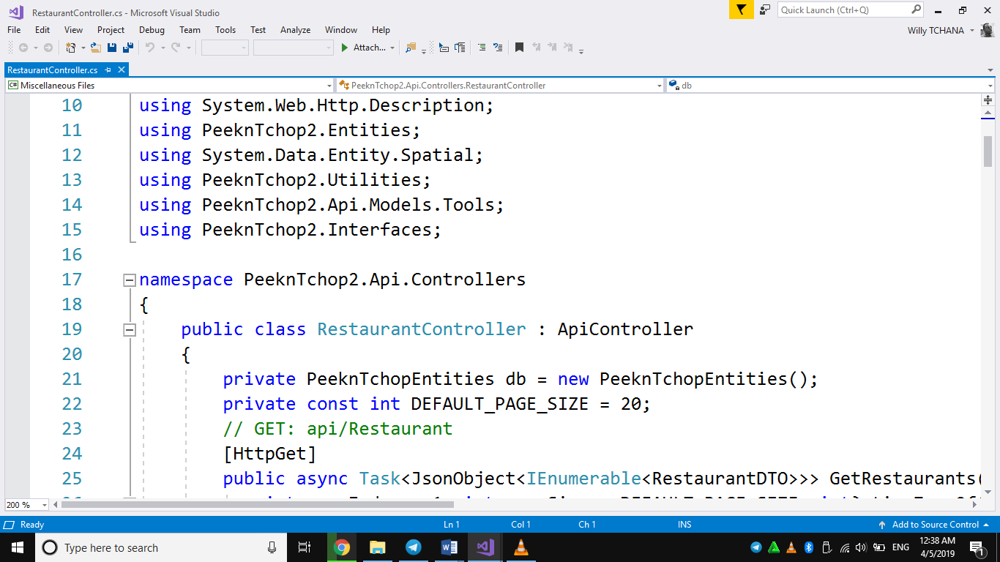 RestaurantController.cs - Microsoft Visual Studio
Quick Launch (Ctrl+Q)
File Edit View Project Debug Team Tools Test Analyze Window Help
Willy TCHANA
Attach...
RestaurantController.cs
C# Miscellaneous Files
PeeknTchop2.Api.Controllers.RestaurantController
db
10 using System.Web.Http.Description;
11 using PeeknTchop2.Entities;
12 using System.Data.Entity.Spatial;
13 using PeeknTchop2.Utilities;
14 using PeeknTchop2.Api.Models.Tools;
15 using PeeknTchop2.Interfaces;
16
17 namespace PeeknTchop2.Api.Controllers
18 {
19 public class RestaurantController : ApiController
20 {
21 private PeeknTchopEntities db = new PeeknTchopEntities();
22 private const int DEFAULT_PAGE_SIZE = 20;
23 // GET: api/Restaurant
24 [HttpGet]
25 public async Task<JsonObject<IEnumerable<RestaurantDTO>>> GetRestaurants(
200 %
Ready Ln 1 Col 1 Ch 1 INS Add to Source Control
Type here to search
ENG
12:38 AM
4/5/2019
1